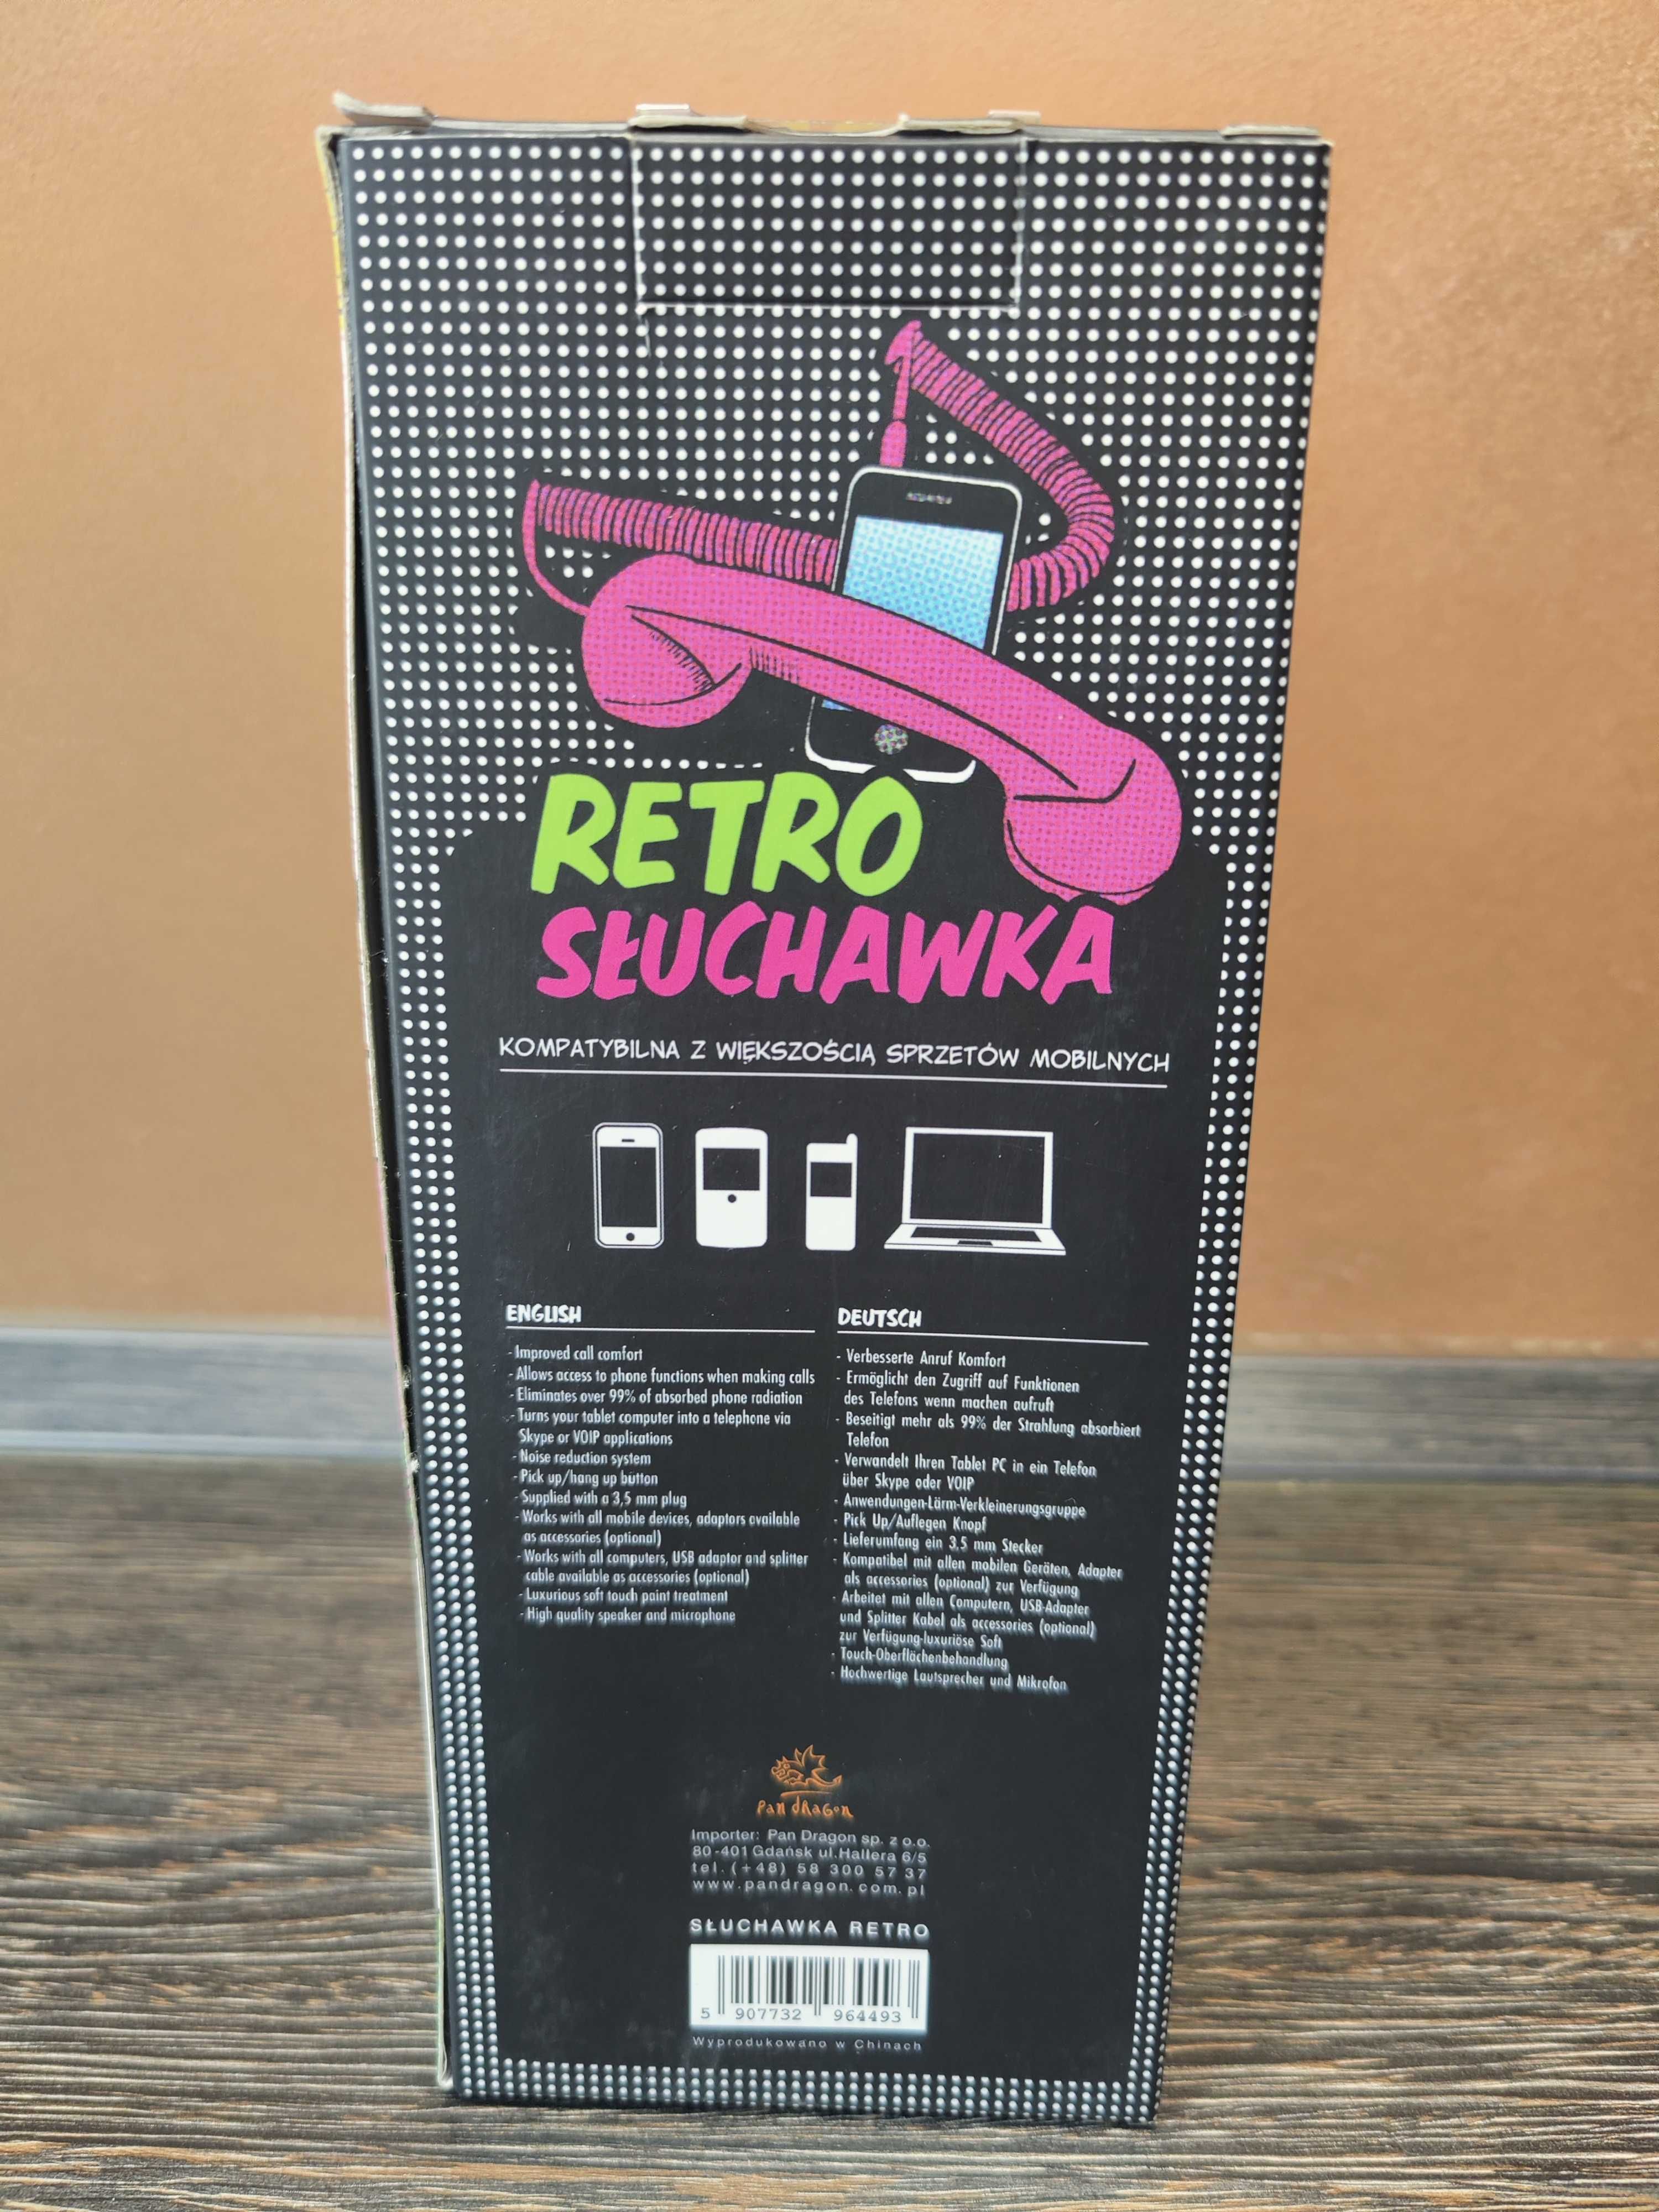 RETRO
SŁUCHAWKA
KOMPATYBILNA Z WIĘKSZOŚCIĄ SPRZETÓW MOBILNYCH
ENGLISH
- Improved call comfort
- Allows access to phone functions when making calls
- Eliminates over 99% of absorbed phone radiation
- Turns your tablet computer into a telephone via
Skype or VOIP applications
- Noise reduction system
- Pick up/hang up button
- Supplied with a 3,5 mm plug
- Works with all mobile devices, adaptors available
as accessories (optional)
- Works with all computers, USB adaptor and splitter
cable available as accessories (optional)
- Luxurious soft touch paint treatment
- High quality speaker and microphone
DEUTSCH
- Verbesserte Anruf Komfort
- Ermöglicht den Zugriff auf Funktionen
des Telefons wenn machen aufruft
- Beseitigt mehr als 99% der Strahlung absorbiert
Telefon
- Verwandelt Ihren Tablet PC in ein Telefon
über Skype oder VOIP
- Anwendungen-Lärm-Verkleinerungsgruppe
- Pick Up/Auflegen Knopf
- Lieferumfang ein 3,5 mm Stecker
- Kompatibel mit allen mobilen Geräten, Adapter
als accessories (optional) zur Verfügung
- Arbeitet mit allen Computern, USB-Adapter
und Splitter Kabel als accessories (optional)
zur Verfügung-luxuriöse Soft
- Touch-Oberflächenbehandlung
- Hochwertige Lautsprecher und Mikrofon
Pan dRaGon
Importer: Pan Dragon sp. z o.o.
80-401 Gdańsk ul.Hallera 6/5
tel. (+48) 58 300 57 37
www.pandragon.com.pl
SŁUCHAWKA RETRO
5 907732 964493
Wyprodukowano w Chinach